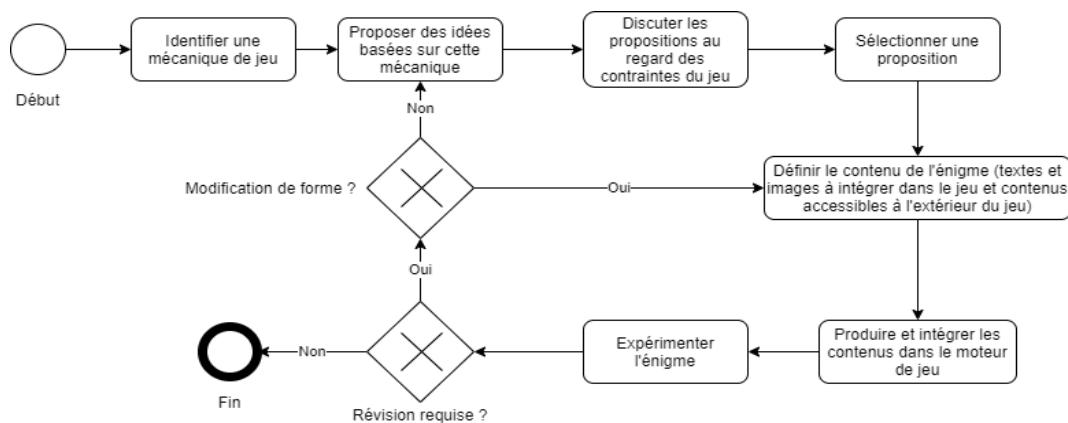 Début
Identifier une
mécanique de jeu
Proposer des idées
basées sur cette
mécanique
Discuter les
propositions au
regard des
contraintes du jeu
Sélectionner une
proposition
Non
Modification de forme ?
Oui
Définir le contenu de l'énigme (textes et
images à intégrer dans le jeu et contenus
accessibles à l'extérieur du jeu)
Oui
Produire et intégrer les
contenus dans le moteur
de jeu
Expérimenter
l'énigme
Révision requise ?
Non
Fin